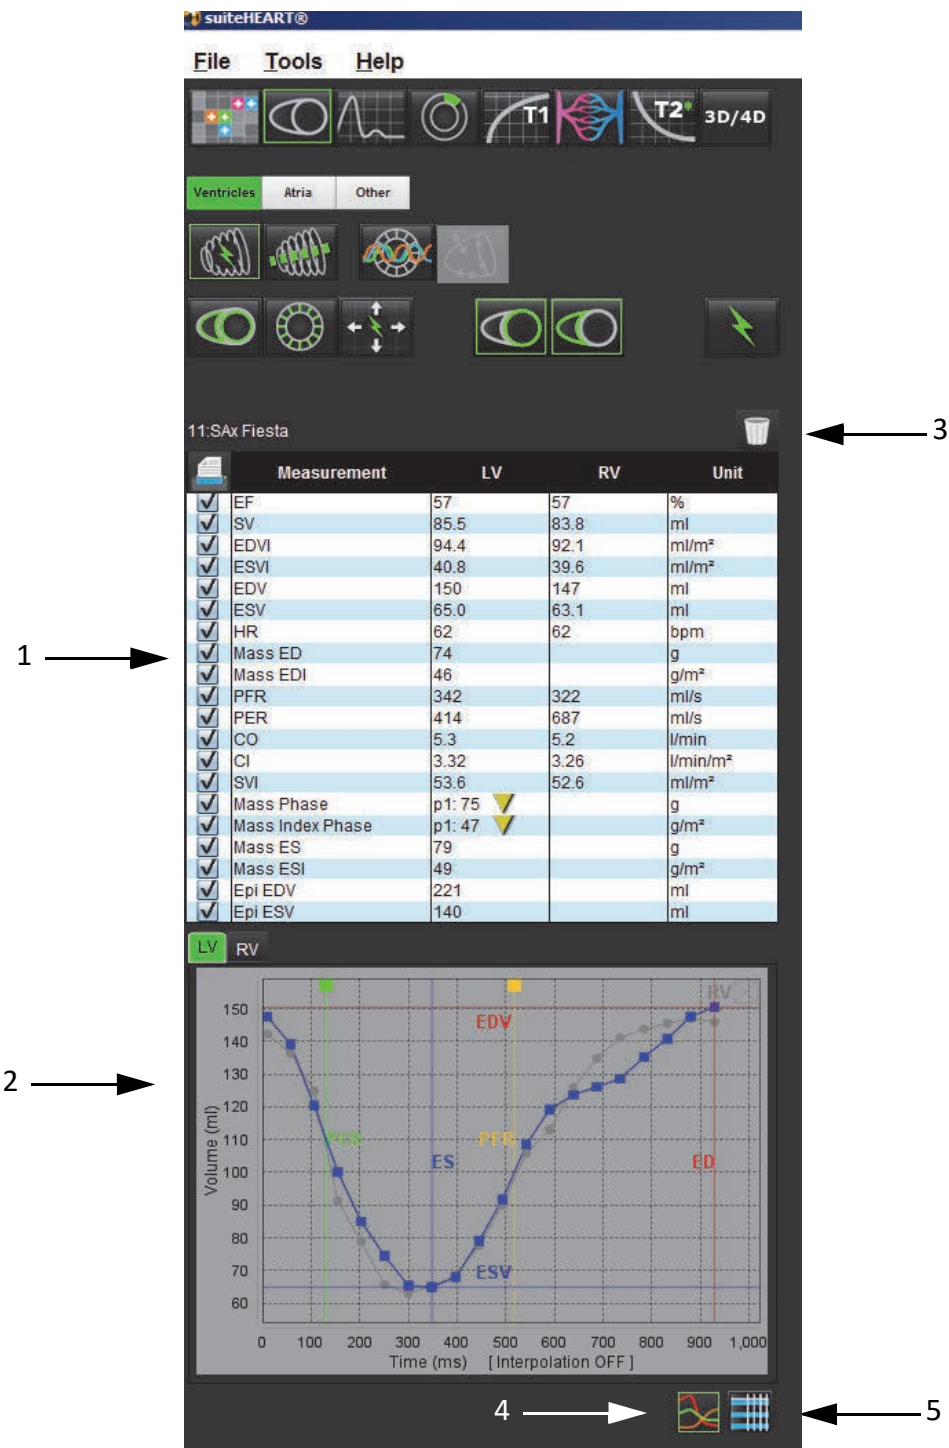 suiteHEART®
File Tools Help
T1 T2* 3D/4D
Ventricles Atria Other
11:SAx Fiesta
3
Measurement LV RV Unit
EF 57 57 %
SV 85.5 83.8 ml
EDVI 94.4 92.1 ml/m²
ESVI 40.8 39.6 ml/m²
EDV 150 147 ml
ESV 65.0 63.1 ml
HR 62 62 bpm
1
Mass ED 74 g
Mass EDI 46 g/m²
PFR 342 322 ml/s
PER 414 687 ml/s
CO 5.3 5.2 l/min
CI 3.32 3.26 l/min/m²
SVI 53.6 52.6 ml/m²
Mass Phase p1: 75 g
Mass Index Phase p1: 47 g/m²
Mass ES 79 g
Mass ESI 49 g/m²
Epi EDV 221 ml
Epi ESV 140 ml
LV RV
RV
150
EDV
140
130
2
120
110
PER PFR
ES ED
100
90
80
70
ESV
60
Volume (ml)
0 100 200 300 400 500 600 700 800 900 1,000
Time (ms) [ Interpolation OFF ]
4 5